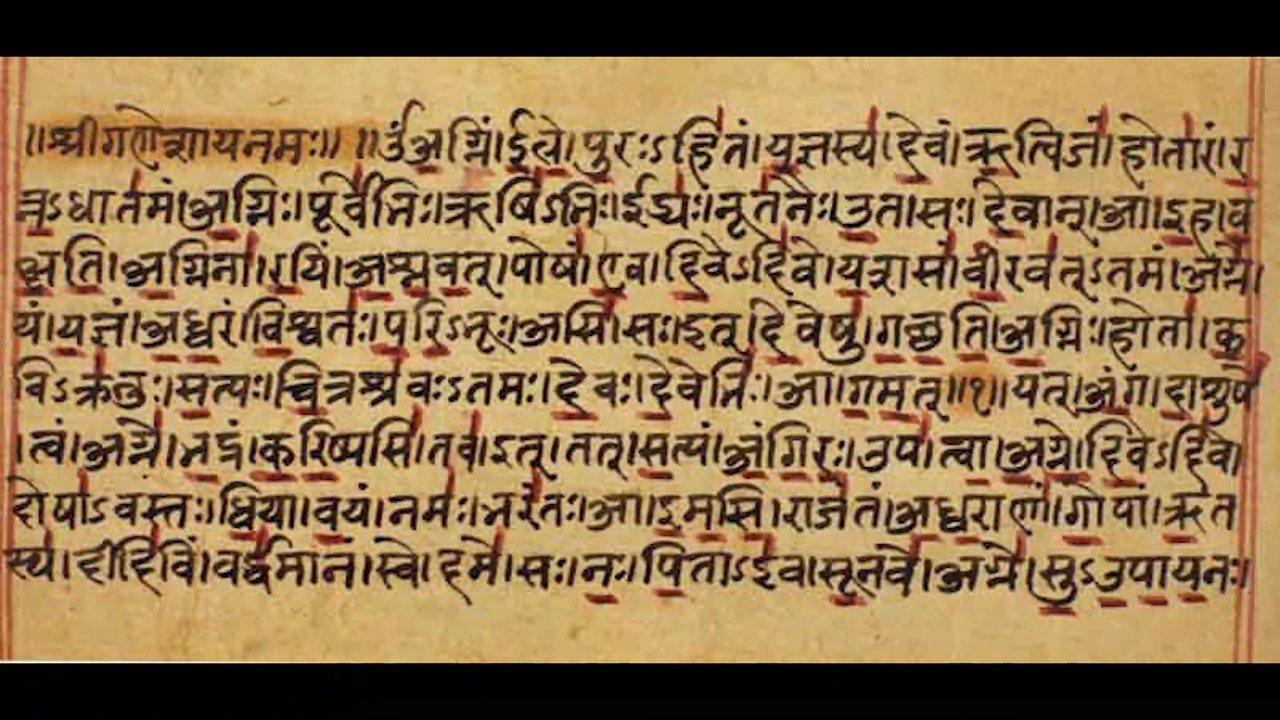 ॥श्रीगणेशायनमः॥ ॥ॐअग्निं।ईळे।पुरःऽहितं।यज्ञस्य।देवं।ऋत्विजं।होतारं।र
त्नऽधातमं।अग्निः।पूर्वेभिः।ऋषिऽभिः।ईड्यः।नूतनैः।उत।सः।देवान्।आ।इह।व
क्षति।अग्निना।रयिं।अश्नवत्।पोषं।एव।दिवेऽदिवे।यशसं।वीरवत्ऽतमं।अग्ने।
यं।यज्ञं।अध्वरं।विश्वतः।परिऽभूः।असि।सः।इत्।देवेषु।गच्छति।अग्निः।होता।क
विऽक्रतुः।सत्यः।चित्रश्रवःऽतमः।देवः।देवेभिः।आ।गमत्॥१॥यत्।अंग।दाशुषे
।त्वं।अग्ने।भद्रं।करिष्यसि।तव।इत्।तत्।सत्यं।अंगिरः।उप।त्वा।अग्ने।दिवेऽदिवे।
दोषाऽवस्तः।धिया।वयं।नमः।भरंतः।आ।इमसि।राजंतं।अध्वराणां।गोपां।ऋत
स्य।दीदिविं।वर्द्धमानं।स्वे।दमे।सः।नः।पिताऽइव।सूनवे।अग्ने।सुऽउपायनः।